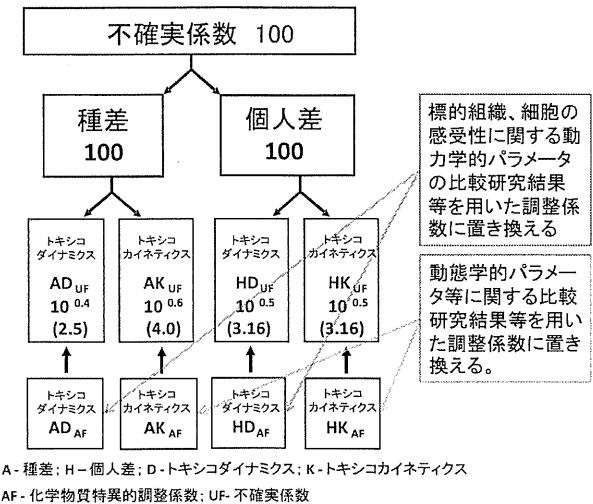 不確実係数 100
種差
100
個人差
100
標的組織、細胞の
感受性に関する動
力学的パラメータ
の比較研究結果
等を用いた調整係
数に置き換える
トキシコ
ダイナミクス
AD UF
10 0.4
(2.5)
トキシコ
カイネティクス
AK UF
10 0.6
(4.0)
トキシコ
ダイナミクス
HD UF
10 0.5
(3.16)
トキシコ
カイネティクス
HK UF
10 0.5
(3.16)
動態学的パラメー
タ等に関する比較
研究結果等を用い
た調整係数に置き
換える。
トキシコ
ダイナミクス
AD AF
トキシコ
カイネティクス
AK AF
トキシコ
ダイナミクス
HD AF
トキシコ
カイネティクス
HK AF
A - 種差; H – 個人差; D - トキシコダイナミクス; K - トキシコカイネティクス
AF - 化学物質特異的調整係数; UF- 不確実係数